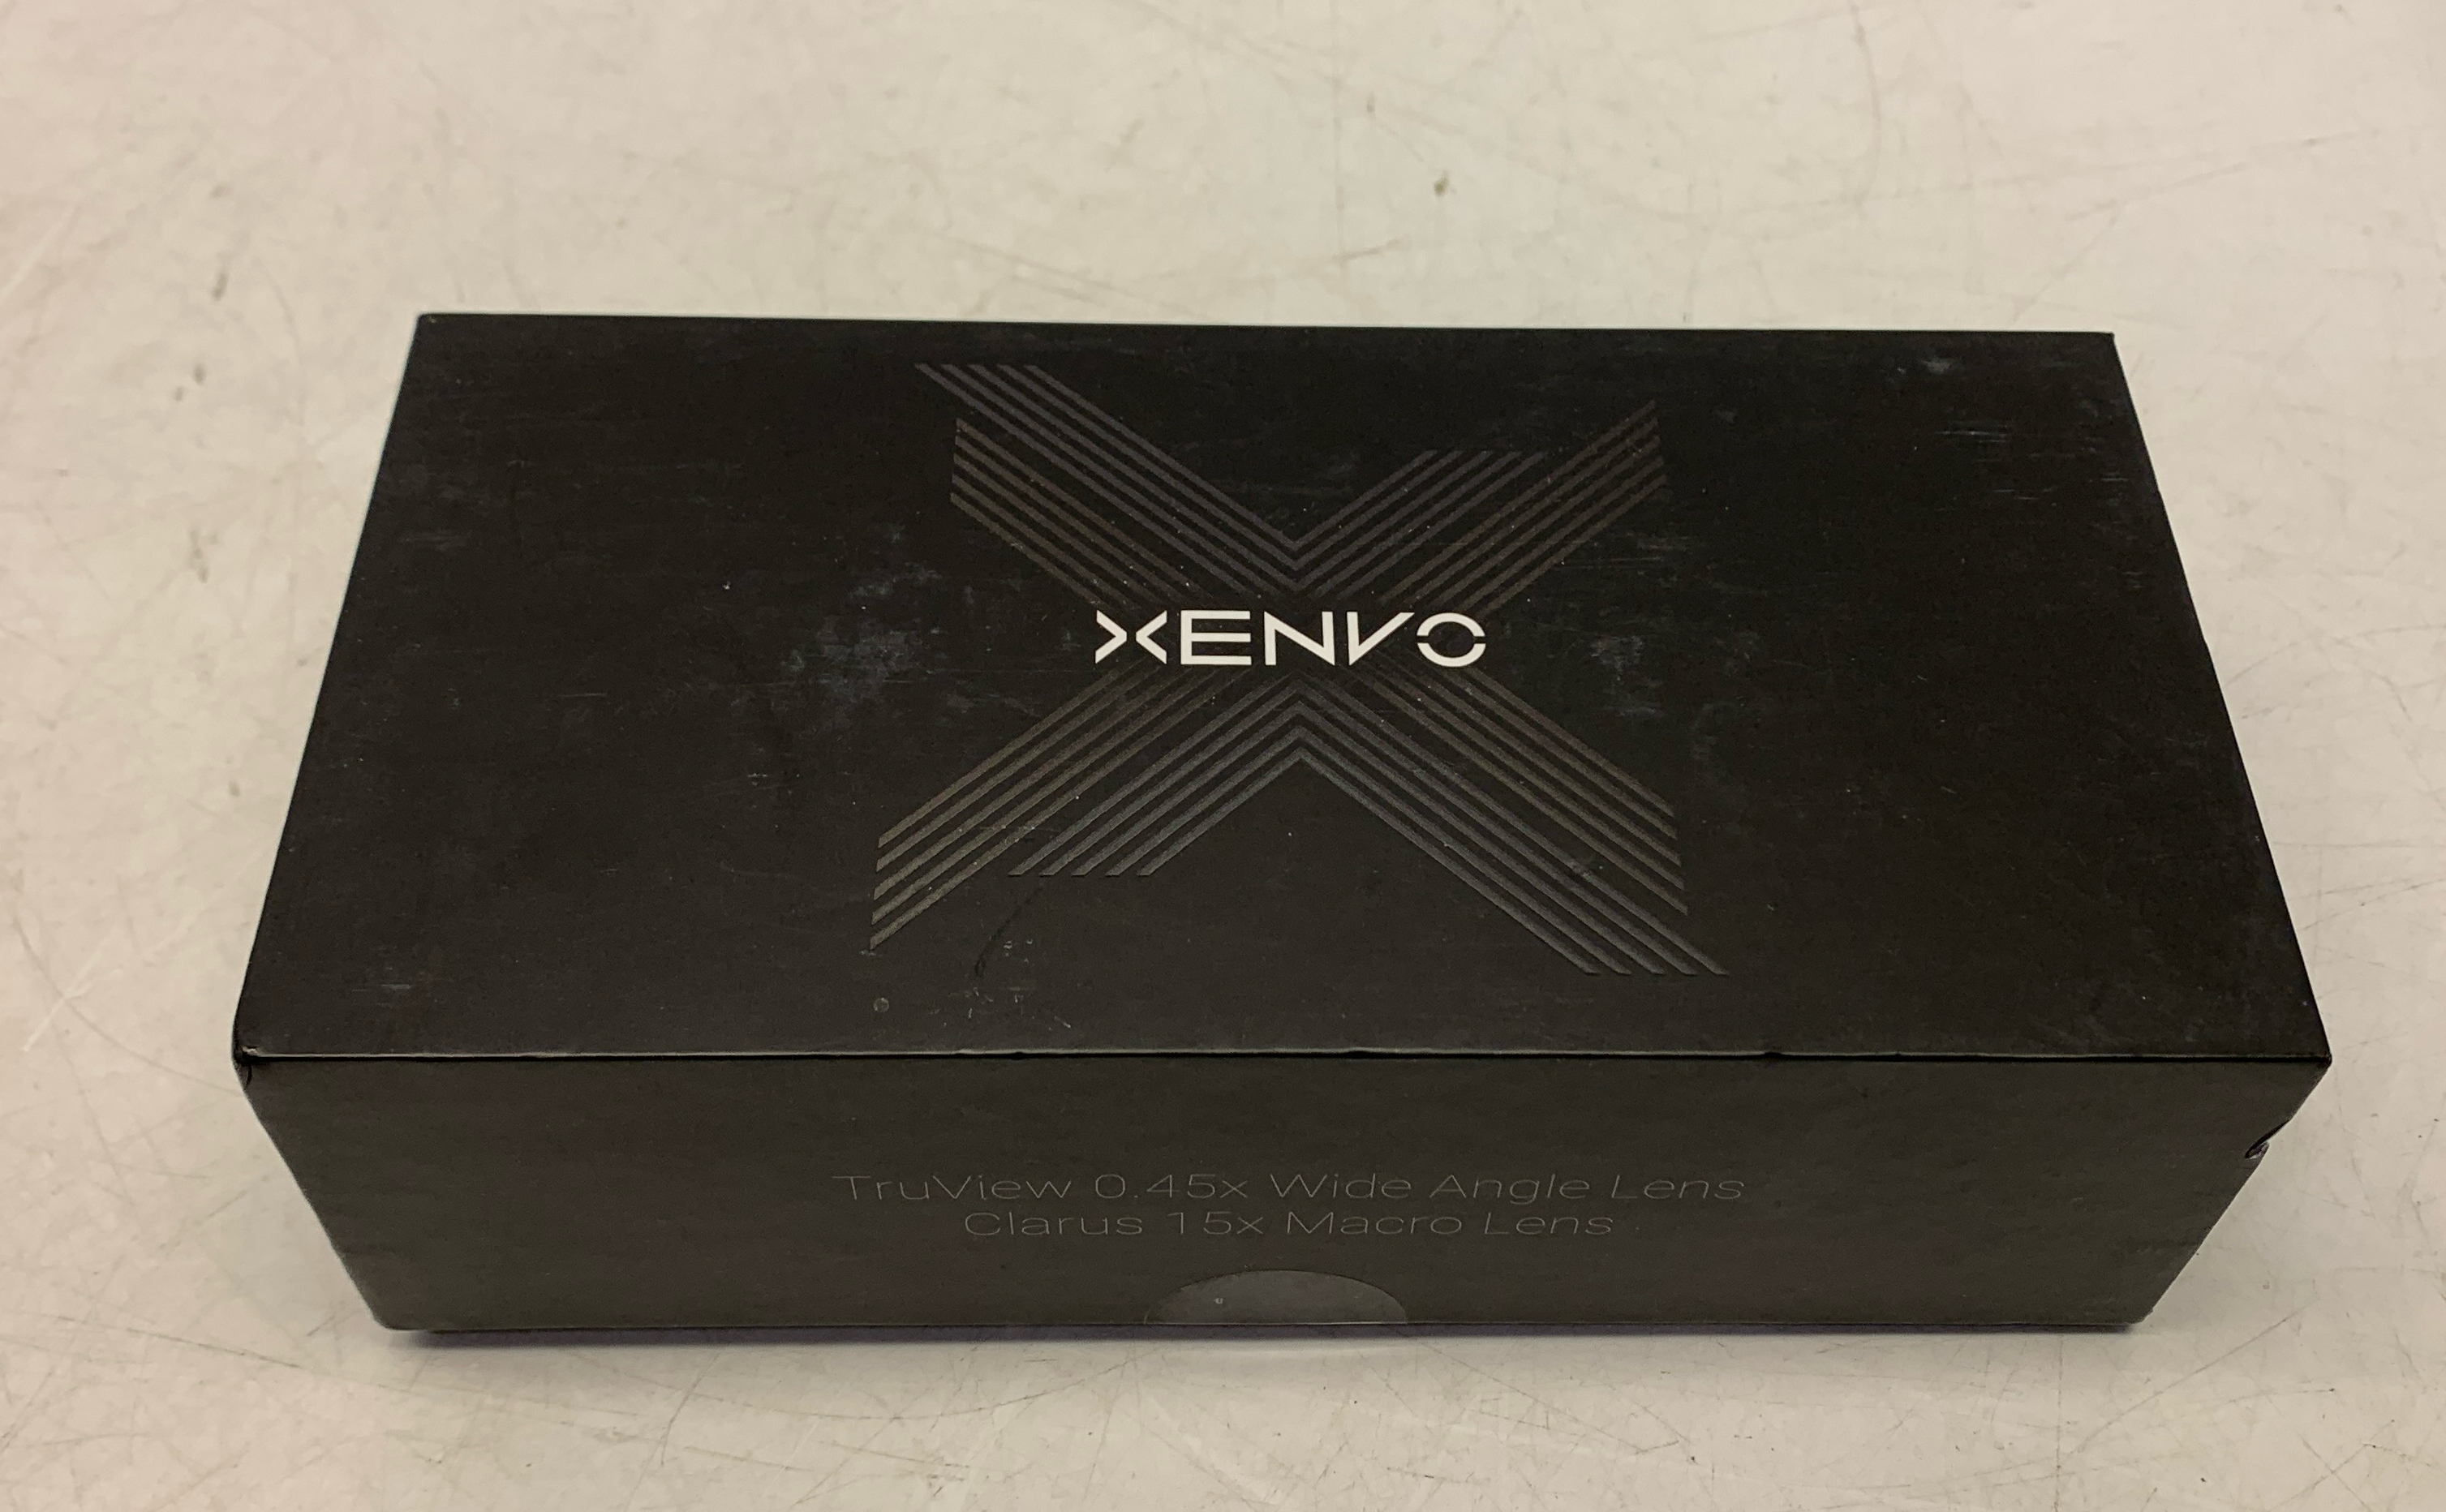 XENVO
TruView 0.45x Wide Angle Lens
Clarus 15x Macro Lens